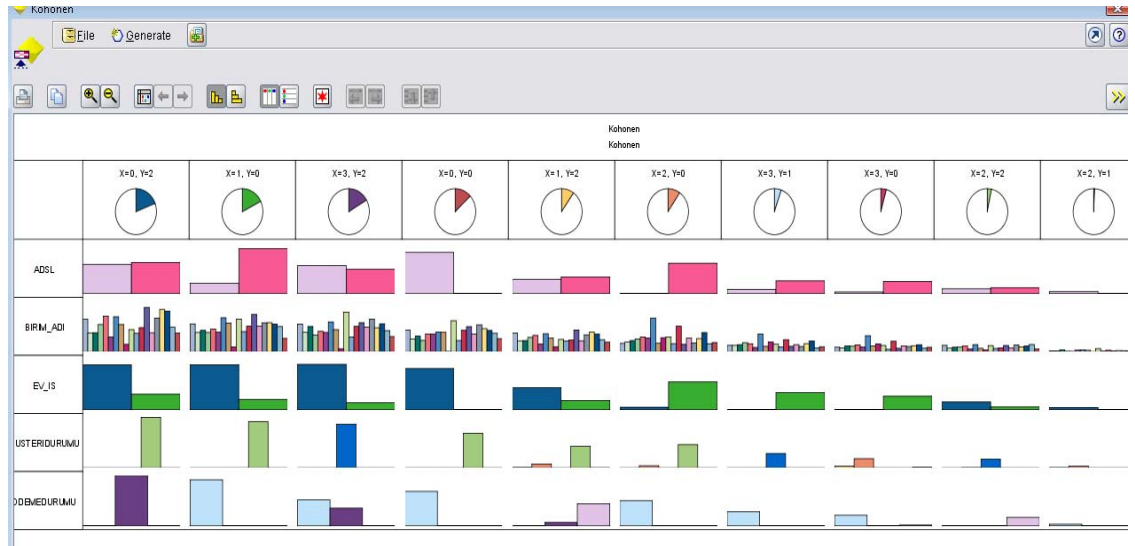 Kohonen
File Generate
Kohonen
Kohonen
X=0, Y=2 X=1, Y=0 X=3, Y=2 X=0, Y=0 X=1, Y=2 X=2, Y=0 X=3, Y=1 X=3, Y=0 X=2, Y=2 X=2, Y=1
ADSL
BIRIM_ADI
EV_IS
USTERIDURUMU
ODEMEDURUMU